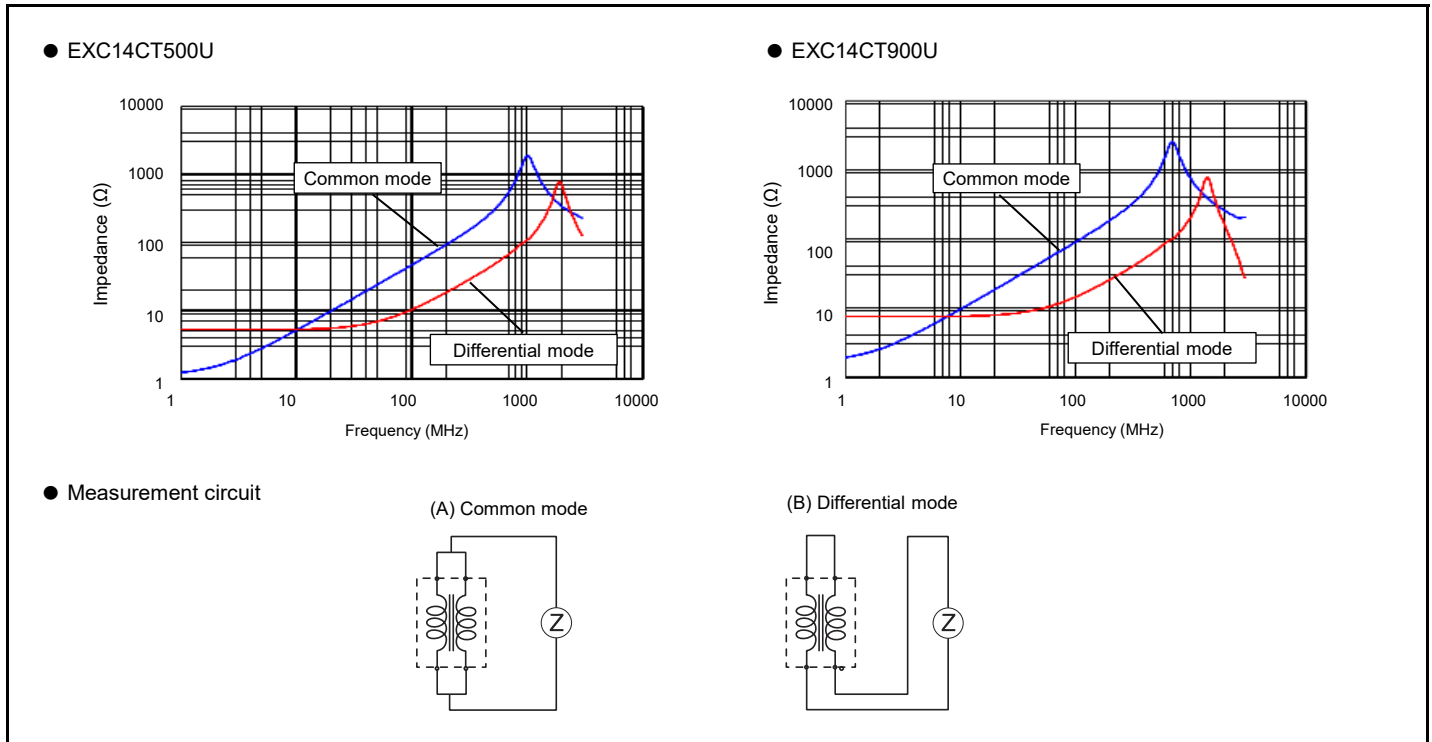 ● EXC14CT500U
10000
1000
100
10
1
Impedance (Ω)
Common mode
Differential mode
1 10 100 1000 10000
Frequency (MHz)
● EXC14CT900U
10000
1000
100
10
1
Impedance (Ω)
Common mode
Differential mode
1 10 100 1000 10000
Frequency (MHz)
● Measurement circuit
(A) Common mode
Z
(B) Differential mode
Z